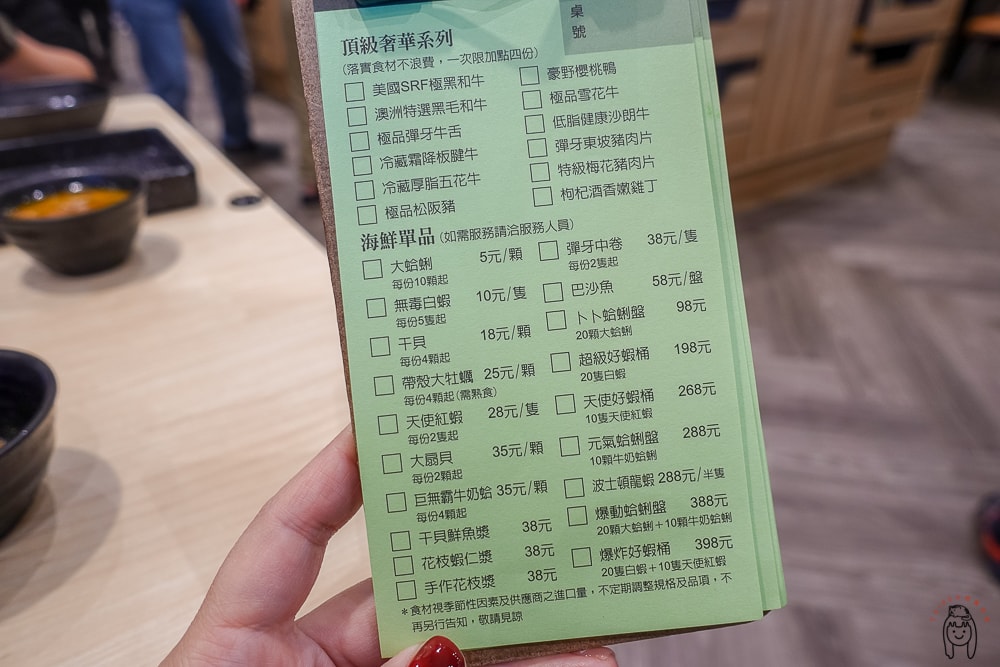 桌
號
頂級奢華系列
(落實食材不浪費，一次限加點四份)
美國SRF極黑和牛
澳洲特選黑毛和牛
極品彈牙牛舌
冷藏霜降板腱牛
冷藏厚脂五花牛
極品松阪豬
豪野櫻桃鴨
極品雪花牛
低脂健康沙朗牛
彈牙東坡豬肉片
特級梅花豬肉片
枸杞酒香嫩雞丁
海鮮單品 (如需服務請洽服務人員)
大蛤蜊 5元/顆
每份10顆起
無毒白蝦 10元/隻
每份5隻起
干貝 18元/顆
每份4顆起
帶殼大牡蠣 25元/顆
每份4顆起(需熟食)
天使紅蝦 28元/隻
每份2隻起
大扇貝 35元/顆
每份2顆起
巨無霸牛奶蛤 35元/顆
每份4顆起
干貝鮮魚漿 38元
花枝蝦仁漿 38元
手作花枝漿 38元
彈牙中卷 38元/隻
每份2隻起
巴沙魚 58元/盤
卜卜蛤蜊盤 98元
20顆大蛤蜊
超級好蝦桶 198元
20隻白蝦
天使好蝦桶 268元
10隻天使紅蝦
元氣蛤蜊盤 288元
10顆牛奶蛤蜊
波士頓龍蝦 288元/半隻
爆動蛤蜊盤 388元
20顆大蛤蜊＋10顆牛奶蛤蜊
爆炸好蝦桶 398元
20隻白蝦＋10隻天使紅蝦
＊食材視季節性因素及供應商之進口量，不定期調整規格及品項，不
再另行告知，敬請見諒